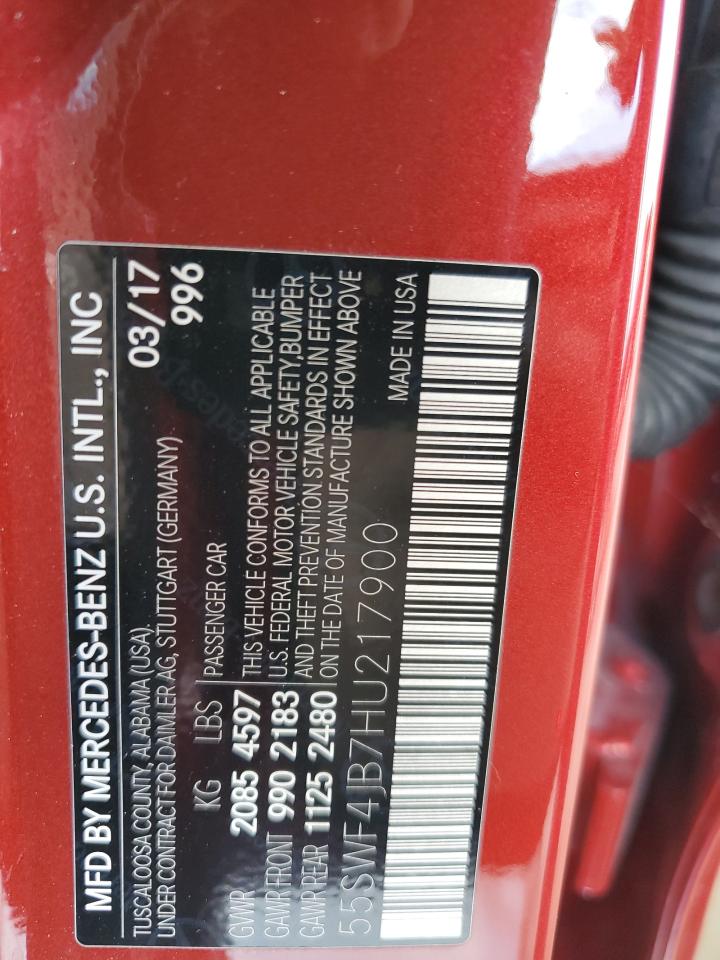 MFD BY MERCEDES-BENZ U.S. INTL., INC
TUSCALOOSA COUNTY, ALABAMA (USA). 03/17
UNDER CONTRACT FOR DAIMLER AG, STUTTGART (GERMANY) 996
KG LBS PASSENGER CAR
GVWR 2085 4597 THIS VEHICLE CONFORMS TO ALL APPLICABLE
GAWR FRONT 990 2183 U.S. FEDERAL MOTOR VEHICLE SAFETY, BUMPER
GAWR REAR 1125 2480 AND THEFT PREVENTION STANDARDS IN EFFECT
ON THE DATE OF MANUFACTURE SHOWN ABOVE
55SWF4JB7HU217900 MADE IN USA